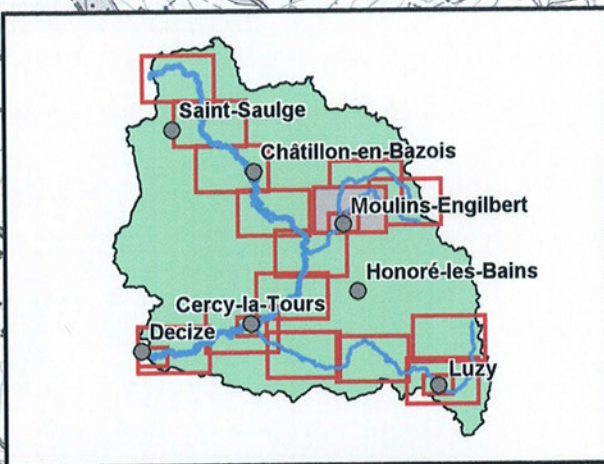 Saint-Saulge
Châtillon-en-Bazois
Moulins-Engilbert
Honoré-les-Bains
Cercy-la-Tours
Decize
Luzy